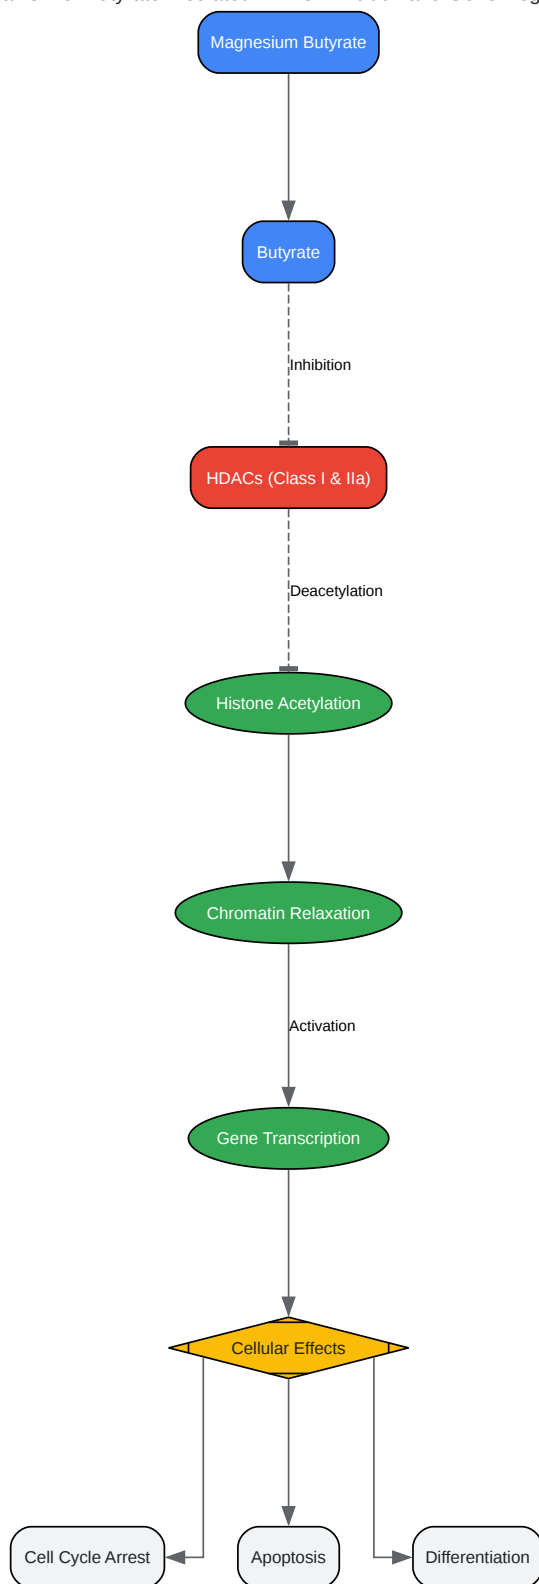 Magnesium Butyrate
Butyrate
Inhibition
HDACs (Class I & IIa)
Deacetylation
Histone Acetylation
Chromatin Relaxation
Activation
Gene Transcription
Cellular Effects
Cell Cycle Arrest
Apoptosis
Differentiation